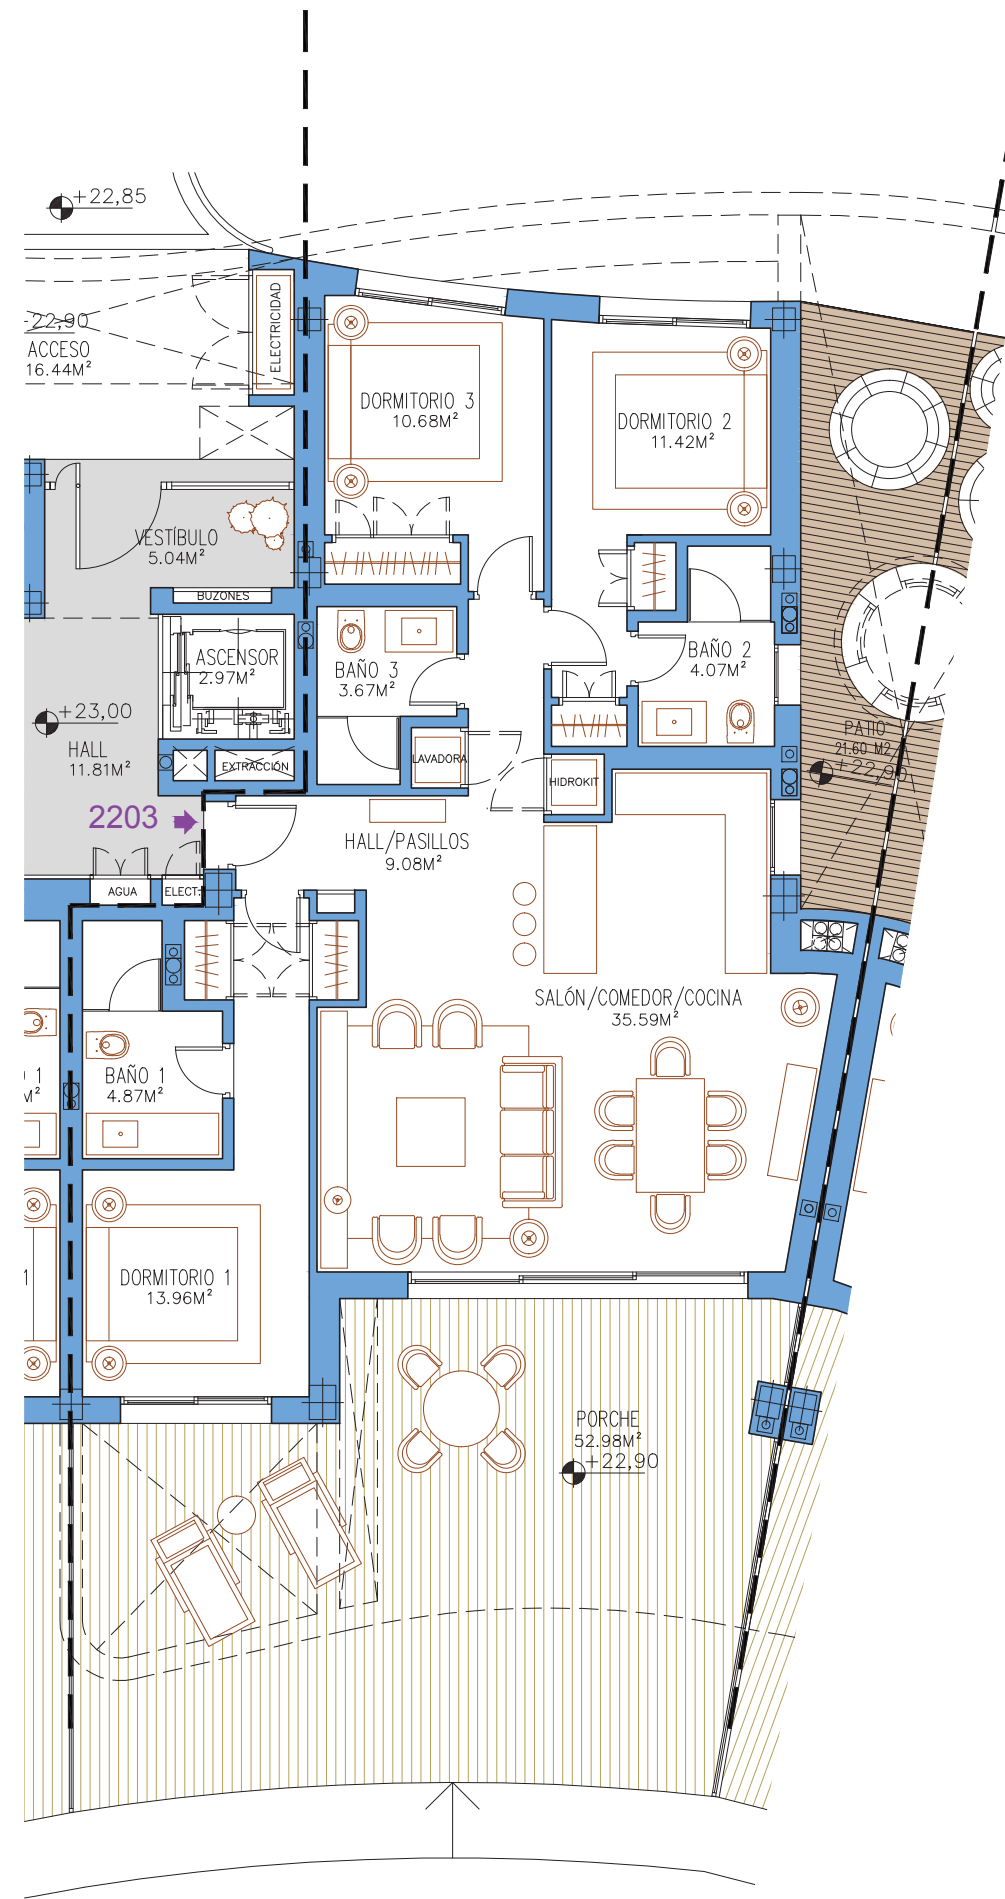 +22,85
22,90
ACCESO
16.44M²
ELECTRICIDAD
DORMITORIO 3
10.68M²
DORMITORIO 2
11.42M²
VESTÍBULO
5.04M²
BUZONES
ASCENSOR
2.97M²
BAÑO 3
3.67M²
BAÑO 2
4.07M²
+23,00
HALL
11.81M²
PATIO
21.60 M2
+22,90
EXTRACCIÓN
LAVADORA
HIDROKIT
2203
HALL/PASILLOS
9.08M²
AGUA
ELECT.
SALÓN/COMEDOR/COCINA
35.59M²
1
M²
BAÑO 1
4.87M²
1
DORMITORIO 1
13.96M²
PORCHE
52.98M²
+22,90